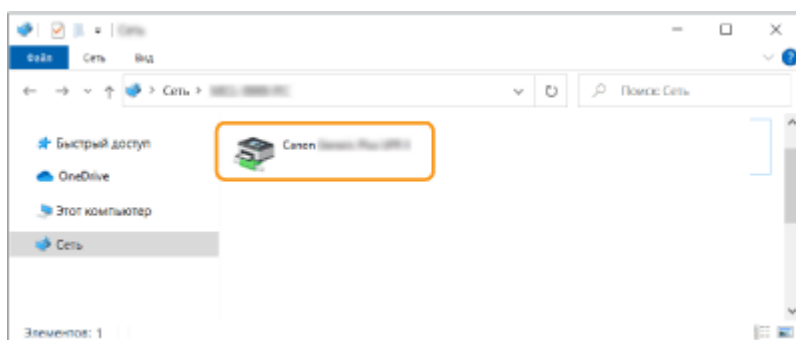 Файл Сеть Вид
Сеть
Поиск: Сеть
Быстрый доступ
Canon
OneDrive
Этот компьютер
Сеть
Элементов: 1